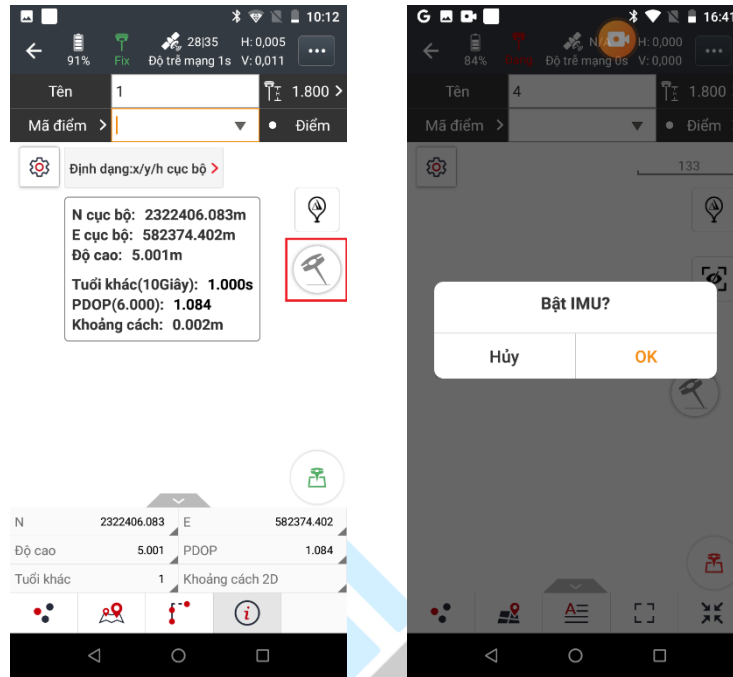 10:12
91%
Fix
28|35
Độ trễ mạng 1s
H: 0,005
V: 0,011
Tên
1
1.800 >
Mã điểm >
Điểm
Định dạng:x/y/h cục bộ >
N cục bộ: 2322406.083m
E cục bộ: 582374.402m
Độ cao: 5.001m
Tuổi khác(10Giây): 1.000s
PDOP(6.000): 1.084
Khoảng cách: 0.002m
N 2322406.083 E 582374.402
Độ cao 5.001 PDOP 1.084
Tuổi khác 1 Khoảng cách 2D
G 16:41
84%
N/
Độ trễ mạng 0s
H: 0,000
V: 0,000
Tên
4
1.800
Mã điểm >
Điểm
133
Bật IMU?
Hủy
OK